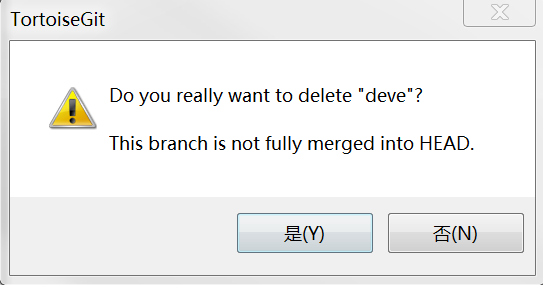 TortoiseGit
Do you really want to delete "deve"?
This branch is not fully merged into HEAD.
是(Y)
否(N)